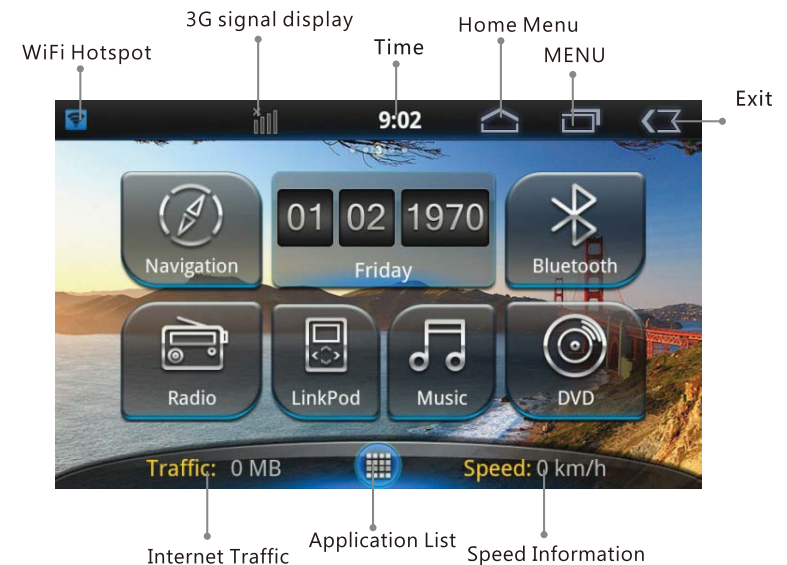 3G signal display
Home Menu
WiFi Hotspot
Time
MENU
Exit
9:02
01 02 1970
Navigation
Friday
Bluetooth
Radio
LinkPod
Music
DVD
Traffic: 0 MB
Speed: 0 km/h
Internet Traffic
Application List
Speed Information